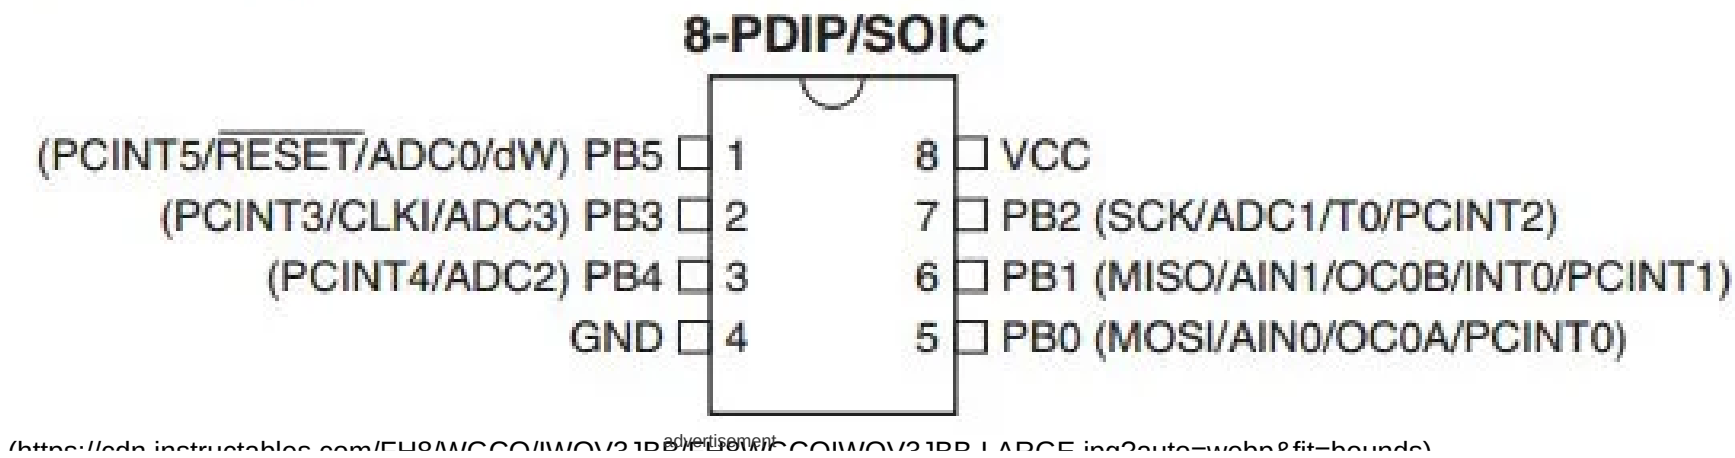 8-PDIP/SOIC
(PCINT5/RESET/ADC0/dW) PB5 1 8 VCC
(PCINT3/CLKI/ADC3) PB3 2 7 PB2 (SCK/ADC1/T0/PCINT2)
(PCINT4/ADC2) PB4 3 6 PB1 (MISO/AIN1/OC0B/INT0/PCINT1)
GND 4 5 PB0 (MOSI/AIN0/OC0A/PCINT0)
advertisement